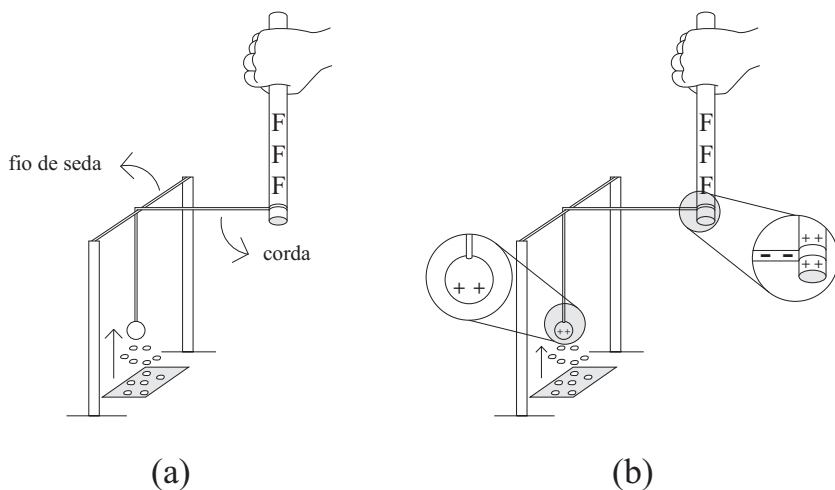 F
F
F
fio de seda
corda
(a)
F
F
F
+ +
- -
+ +
+ +
++
(b)